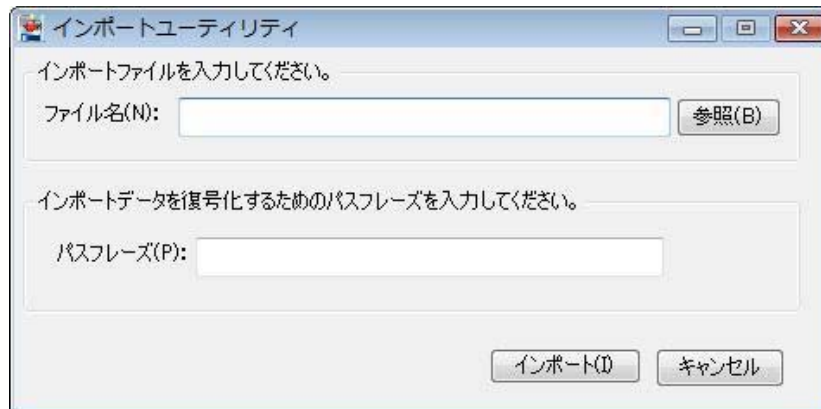 インポートユーティリティ
インポートファイルを入力してください。
ファイル名(N):
参照(B)
インポートデータを復号化するためのパスフレーズを入力してください。
パスフレーズ(P):
インポート(I)
キャンセル